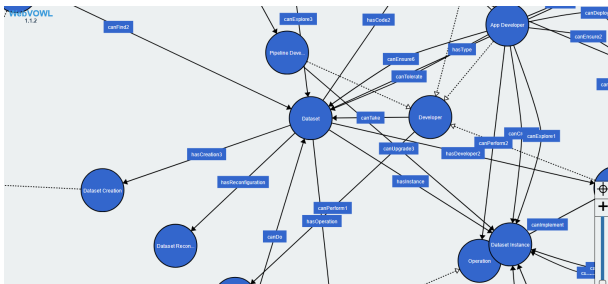 WebVOWL
1.1.2
canFind2
canExplore3
hasCode2
App Developer
canDeploy
canEnsure2
Pipeline Deve...
canEnsure6
hasType
canTolerate
Dataset
canTake
Developer
canUpgrade3
canPerform2
canExplore1
hasCreation3
hasDeveloper2
hasReconfiguration
hasInstance
Dataset Creation
canPerform1
hasOperation
canImplement
canDo
Dataset Recon...
Dataset Instance
Operation